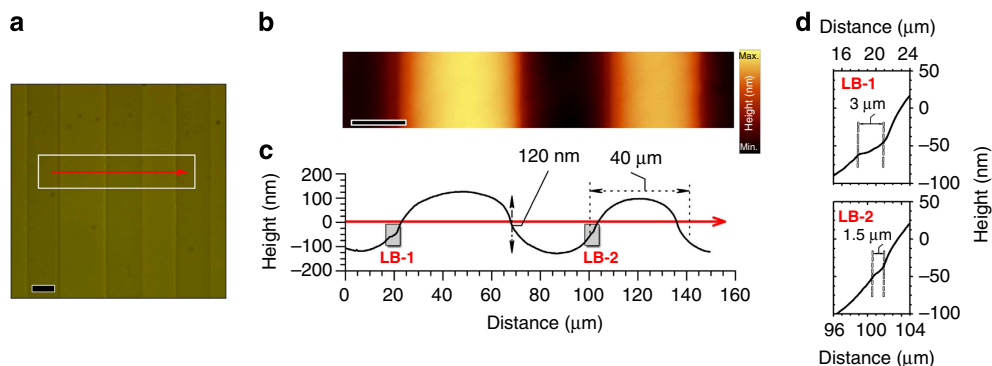 a
b
Max.
Height (nm)
Min.
c
120 nm
40 μm
Height (nm)
200
100
0
−100
−200
LB-1
LB-2
0 20 40 60 80 100 120 140 160
Distance (μm)
d
Distance (μm)
16 20 24
LB-1
3 μm
50
0
−50
−100
LB-2
1.5 μm
50
0
−50
−100
Height (nm)
96 100 104
Distance (μm)